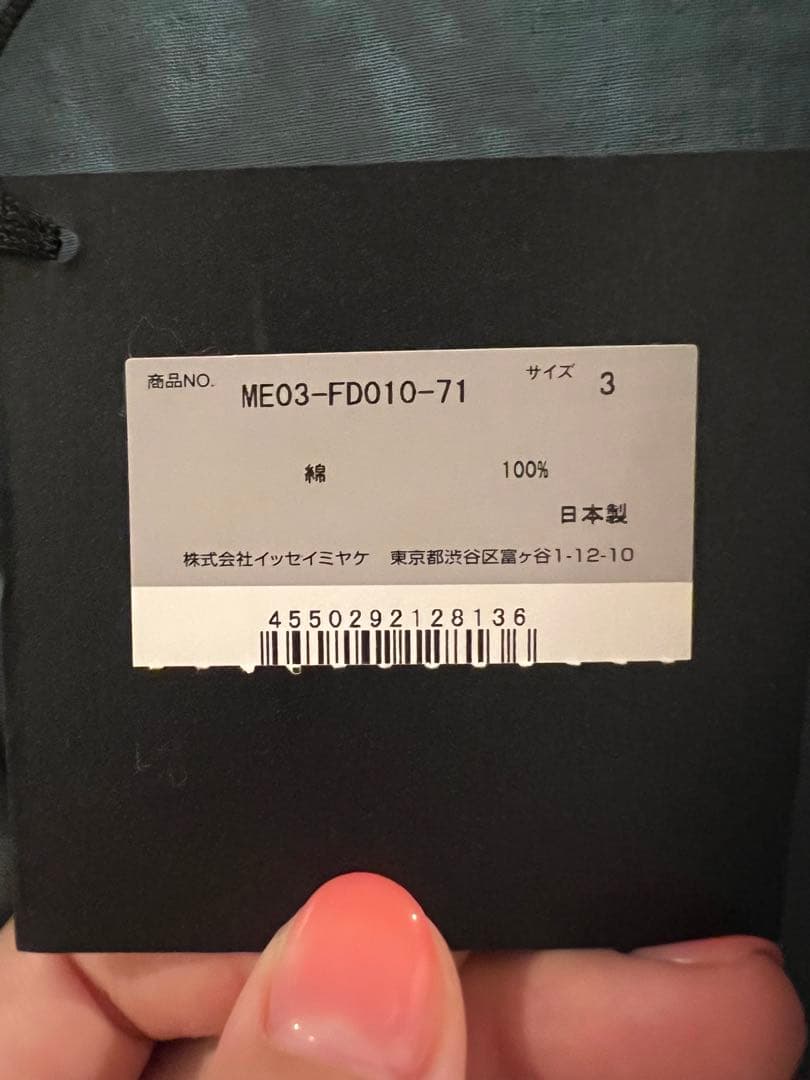 商品NO. ME03-FD010-71 サイズ 3
綿 100%
日本製
株式会社イッセイミヤケ 東京都渋谷区富ヶ谷1-12-10
4550292128136